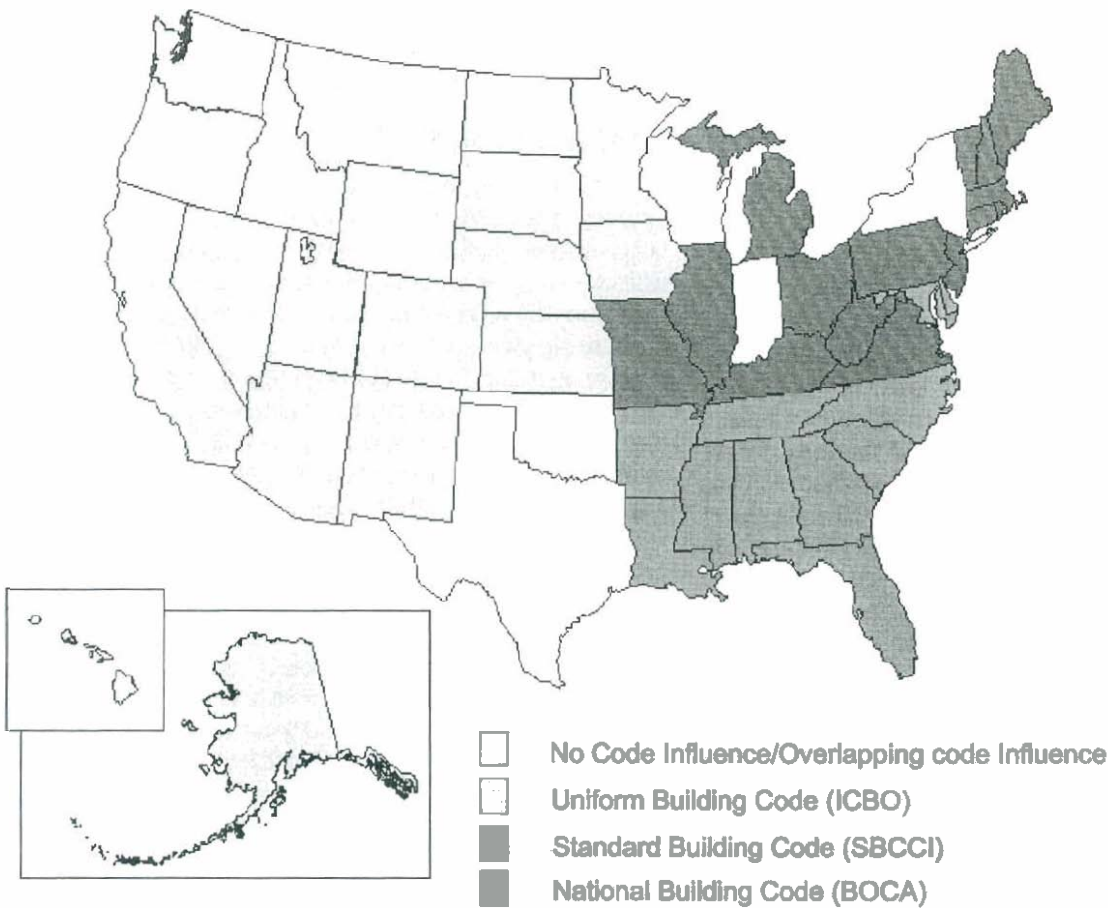 No Code Influence/Overlapping code Influence
Uniform Building Code (ICBO)
Standard Building Code (SBCCI)
National Building Code (BOCA)